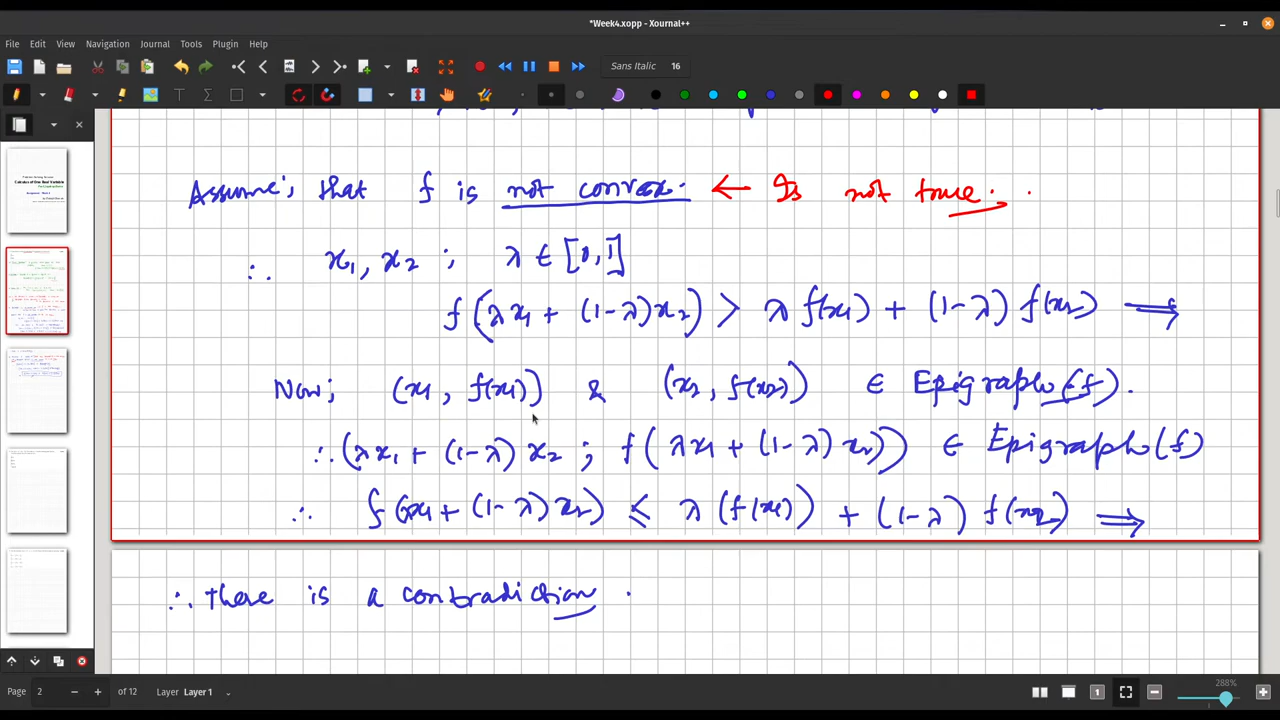 *Week4.xopp - Xournal++
File Edit View Navigation Journal Tools Plugin Help
Sans Italic 16
Assume; that f is not convex. ← Is not true.
∴ x₁, x₂ ; λ ∈ [0,1]
f(λx₁ + (1-λ)x₂) > λ f(x₁) + (1-λ) f(x₂) ⟹
Now; (x₁, f(x₁)) & (x₂, f(x₂)) ∈ Epigraph(f).
∴ (λx₁ + (1-λ) x₂ ; f(λx₁ + (1-λ) x₂)) ∈ Epigraph(f)
∴ f(λx₁ + (1-λ)x₂) ≤ λ(f(x₁)) + (1-λ) f(x₂) ⟹
∴ there is a contradiction.
Page 2 of 12 Layer Layer 1 288%